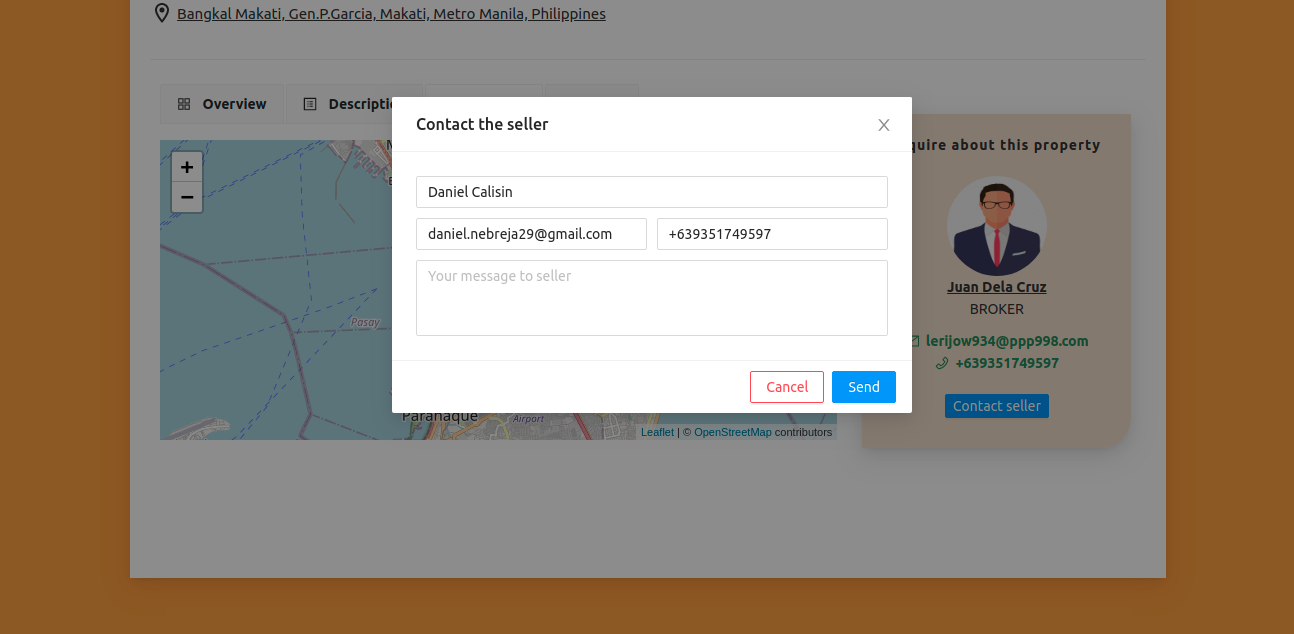 Bangkal Makati, Gen.P.Garcia, Makati, Metro Manila, Philippines
Overview
+
−
Pasay
Airport
Parañaque
Leaflet | © OpenStreetMap contributors
Contact the seller
Daniel Calisin
daniel.nebreja29@gmail.com
+639351749597
Your message to seller
Cancel
Send
about this property
Juan Dela Cruz
BROKER
lerijow934@ppp998.com
+639351749597
Contact seller